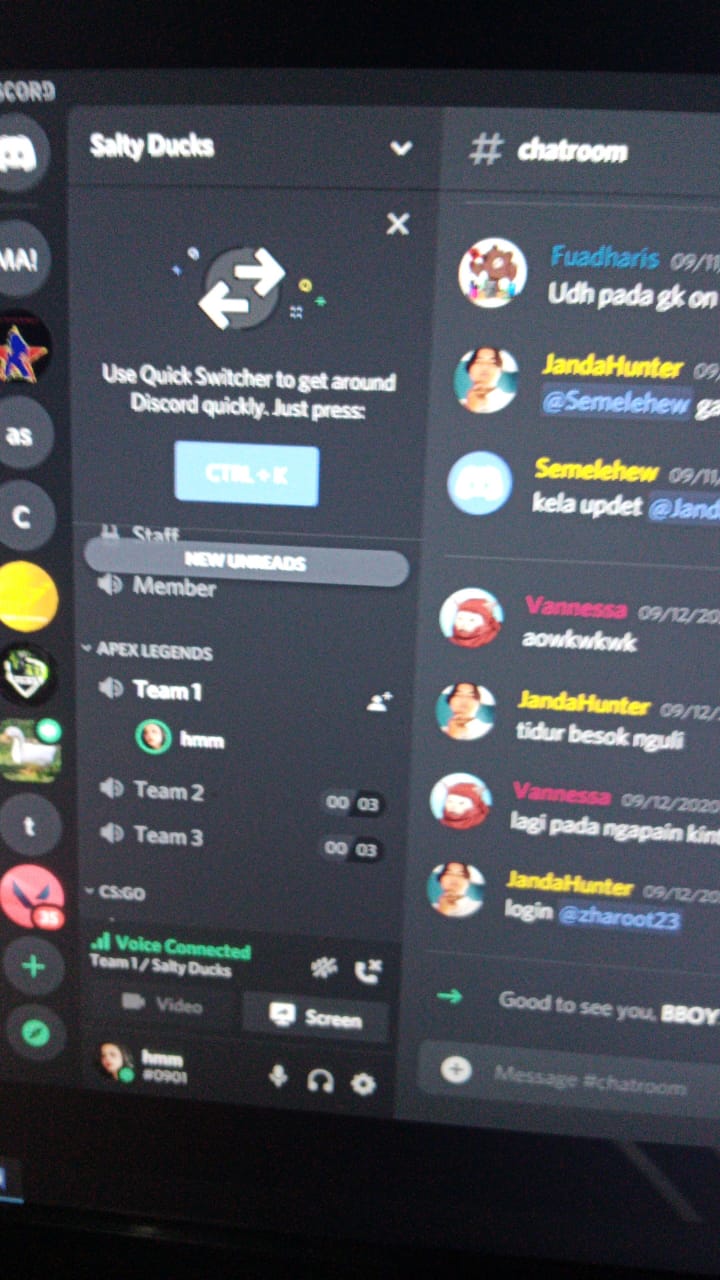 SCORD
Salty Ducks
MA!
as
C
t
35
Use Quick Switcher to get around
Discord quickly. Just press:
CTRL + K
Staff
NEW UNREADS
Member
APEX LEGENDS
Team 1
hmm
Team 2
00 03
Team 3
00 03
CS:GO
Voice Connected
Team 1 / Salty Ducks
Video
Screen
hmm
#0901
# chatroom
Fuadharis 09/11
Udh pada gk on
JandaHunter 09/
@Semelehew ga
Semelehew 09/11/
kela updet @Jand
Vannessa 09/12/20
aowkwkwk
JandaHunter 09/12/
tidur besok nguli
Vannessa 09/12/2020
lagi pada ngapain kint
JandaHunter 09/12/20
login @zharoot23
Good to see you, BBOY
Message #chatroom